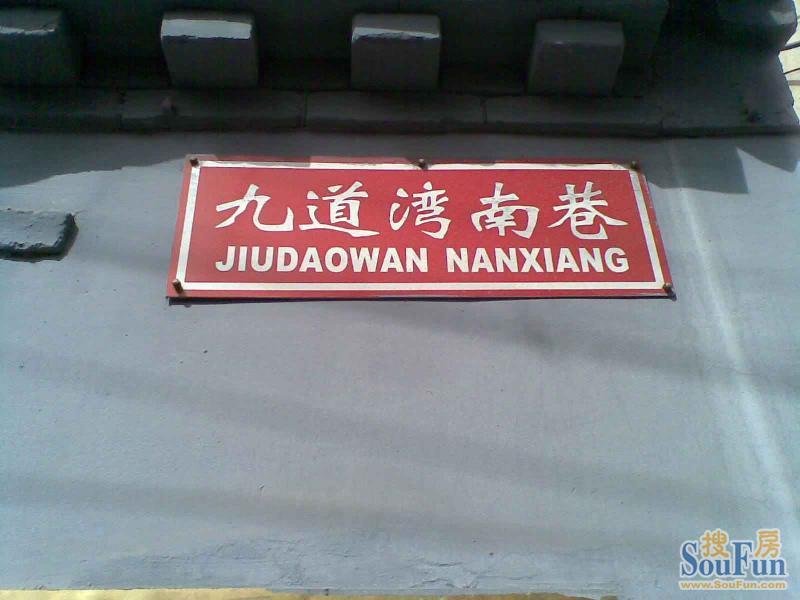 九道湾南巷
JIUDAOWAN NANXIANG
搜房
SouFun
www.SouFun.com